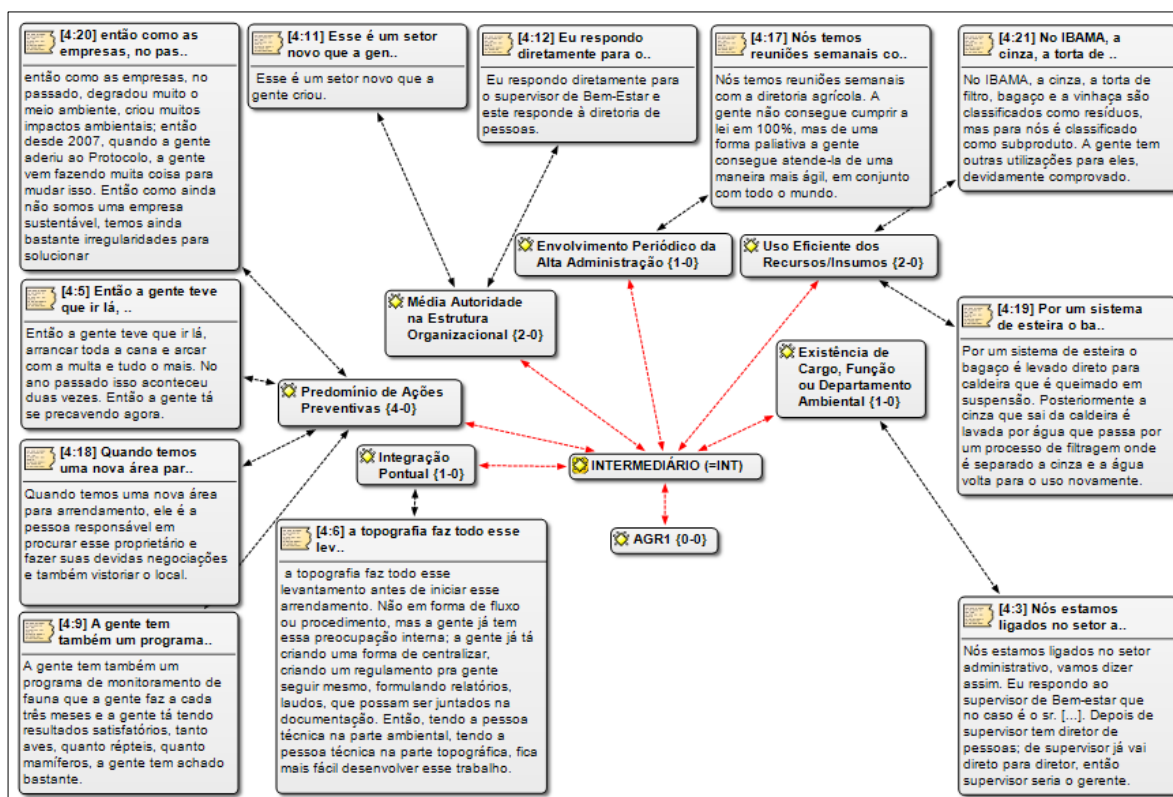 [4:20] então como as
empresas, no pas..
então como as empresas, no
passado, degradou muito o
meio ambiente, criou muitos
impactos ambientais; então
desde 2007, quando a gente
aderiu ao Protocolo, a gente
vem fazendo muita coisa para
mudar isso. Então como ainda
não somos uma empresa
sustentável, temos ainda
bastante irregularidades para
solucionar
[4:11] Esse é um setor
novo que a gen..
Esse é um setor novo que a
gente criou.
[4:12] Eu respondo
diretamente para o..
Eu respondo diretamente para
o supervisor de Bem-Estar e
este responde à diretoria de
pessoas.
[4:17] Nós temos
reuniões semanais co..
Nós temos reuniões semanais
com a diretoria agrícola. A
gente não consegue cumprir a
lei em 100%, mas de uma
forma paliativa a gente
consegue atende-la de uma
maneira mais ágil, em conjunto
com todo o mundo.
[4:21] No IBAMA, a
cinza, a torta de ..
No IBAMA, a cinza, a torta de
filtro, bagaço e a vinhaça são
classificados como resíduos,
mas para nós é classificado
como subproduto. A gente tem
outras utilizações para eles,
devidamente comprovado.
Envolvimento Periódico da
Alta Administração {1-0}
Uso Eficiente dos
Recursos/Insumos {2-0}
Média Autoridade
na Estrutura
Organizacional {2-0}
[4:5] Então a gente teve
que ir lá, ..
Então a gente teve que ir lá,
arrancar toda a cana e arcar
com a multa e tudo o mais. No
ano passado isso aconteceu
duas vezes. Então a gente tá
se precavendo agora.
Predomínio de Ações
Preventivas {4-0}
Existência de
Cargo, Função
ou Departamento
Ambiental {1-0}
[4:19] Por um sistema
de esteira o ba..
Por um sistema de esteira o
bagaço é levado direto para
caldeira que é queimado em
suspensão. Posteriormente a
cinza que sai da caldeira é
lavada por água que passa por
um processo de filtragem onde
é separado a cinza e a água
volta para o uso novamente.
[4:18] Quando temos
uma nova área par..
Quando temos uma nova área
para arrendamento, ele é a
pessoa responsável em
procurar esse proprietário e
fazer suas devidas negociações
e também vistoriar o local.
Integração
Pontual {1-0}
INTERMEDIÁRIO (=INT)
AGR1 {0-0}
[4:6] a topografia faz todo esse
lev..
a topografia faz todo esse
levantamento antes de iniciar esse
arrendamento. Não em forma de fluxo
ou procedimento, mas a gente já tem
essa preocupação interna; a gente já tá
criando uma forma de centralizar,
criando um regulamento pra gente
seguir mesmo, formulando relatórios,
laudos, que possam ser juntados na
documentação. Então, tendo a pessoa
técnica na parte ambiental, tendo a
pessoa técnica na parte topográfica, fica
mais fácil desenvolver esse trabalho.
[4:9] A gente tem
também um programa..
A gente tem também um
programa de monitoramento de
fauna que a gente faz a cada
três meses e a gente tá tendo
resultados satisfatórios, tanto
aves, quanto répteis, quanto
mamíferos, a gente tem achado
bastante.
[4:3] Nós estamos
ligados no setor a..
Nós estamos ligados no setor
administrativo, vamos dizer
assim. Eu respondo ao
supervisor de Bem-estar que
no caso é o sr. [...]. Depois de
supervisor tem diretor de
pessoas; de supervisor já vai
direto para diretor, então
supervisor seria o gerente.